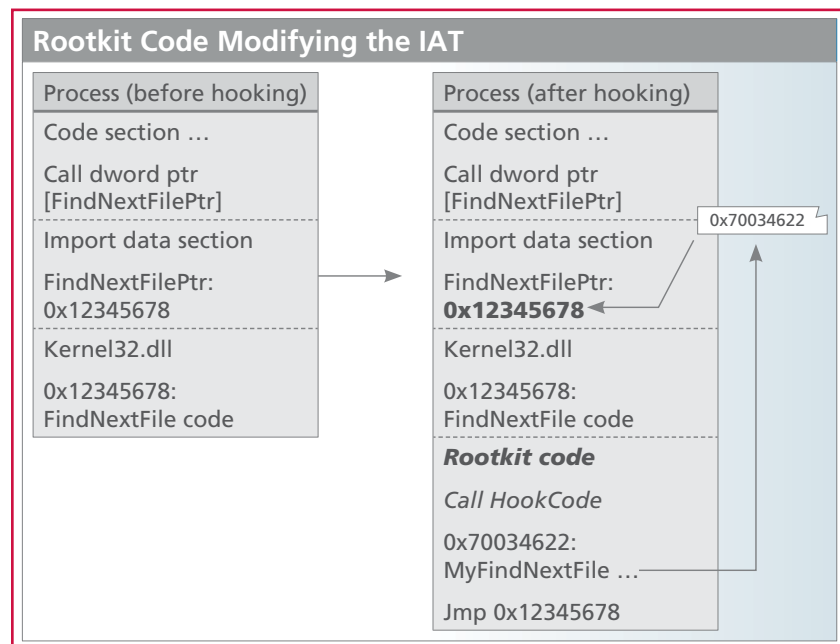 Rootkit Code Modifying the IAT
Process (before hooking)
Code section …
Call dword ptr
[FindNextFilePtr]
Import data section
FindNextFilePtr:
0x12345678
Kernel32.dll
0x12345678:
FindNextFile code
Process (after hooking)
Code section …
Call dword ptr
[FindNextFilePtr]
0x70034622
Import data section
FindNextFilePtr:
0x12345678
Kernel32.dll
0x12345678:
FindNextFile code
Rootkit code
Call HookCode
0x70034622:
MyFindNextFile …
Jmp 0x12345678